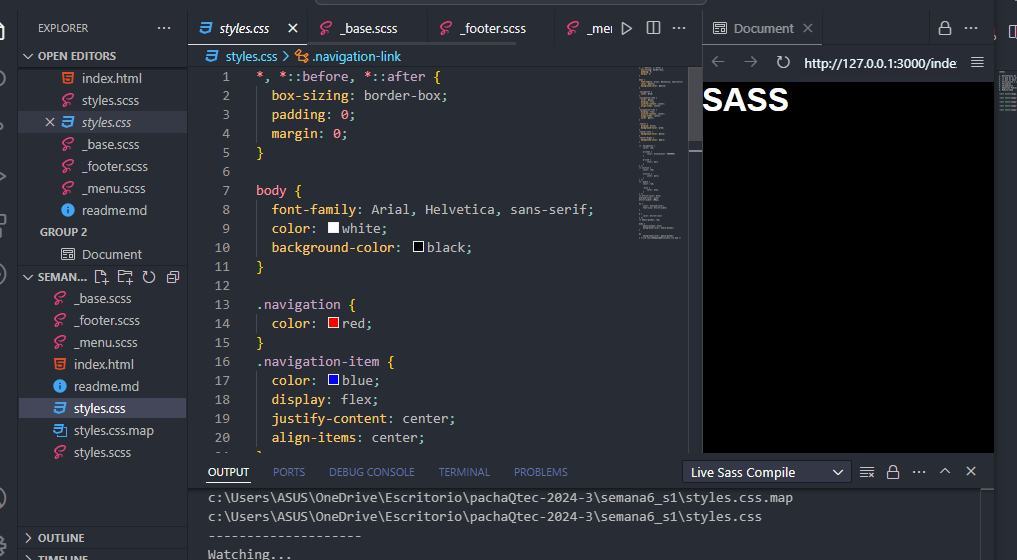 EXPLORER
OPEN EDITORS
index.html
styles.scss
styles.css
_base.scss
_footer.scss
_menu.scss
readme.md
GROUP 2
Document
SEMAN...
_base.scss
_footer.scss
_menu.scss
index.html
readme.md
styles.css
styles.css.map
styles.scss
OUTLINE
TIMELINE
styles.css
_base.scss
_footer.scss
styles.css > .navigation-link
1 *, *::before, *::after {
2 box-sizing: border-box;
3 padding: 0;
4 margin: 0;
5 }
6
7 body {
8 font-family: Arial, Helvetica, sans-serif;
9 color: white;
10 background-color: black;
11 }
12
13 .navigation {
14 color: red;
15 }
16 .navigation-item {
17 color: blue;
18 display: flex;
19 justify-content: center;
20 align-items: center;
Document
http://127.0.0.1:3000/inde
SASS
OUTPUT PORTS DEBUG CONSOLE TERMINAL PROBLEMS
Live Sass Compile
c:\Users\ASUS\OneDrive\Escritorio\pachaQtec-2024-3\semana6_s1\styles.css.map
c:\Users\ASUS\OneDrive\Escritorio\pachaQtec-2024-3\semana6_s1\styles.css
--------------------
Watching...